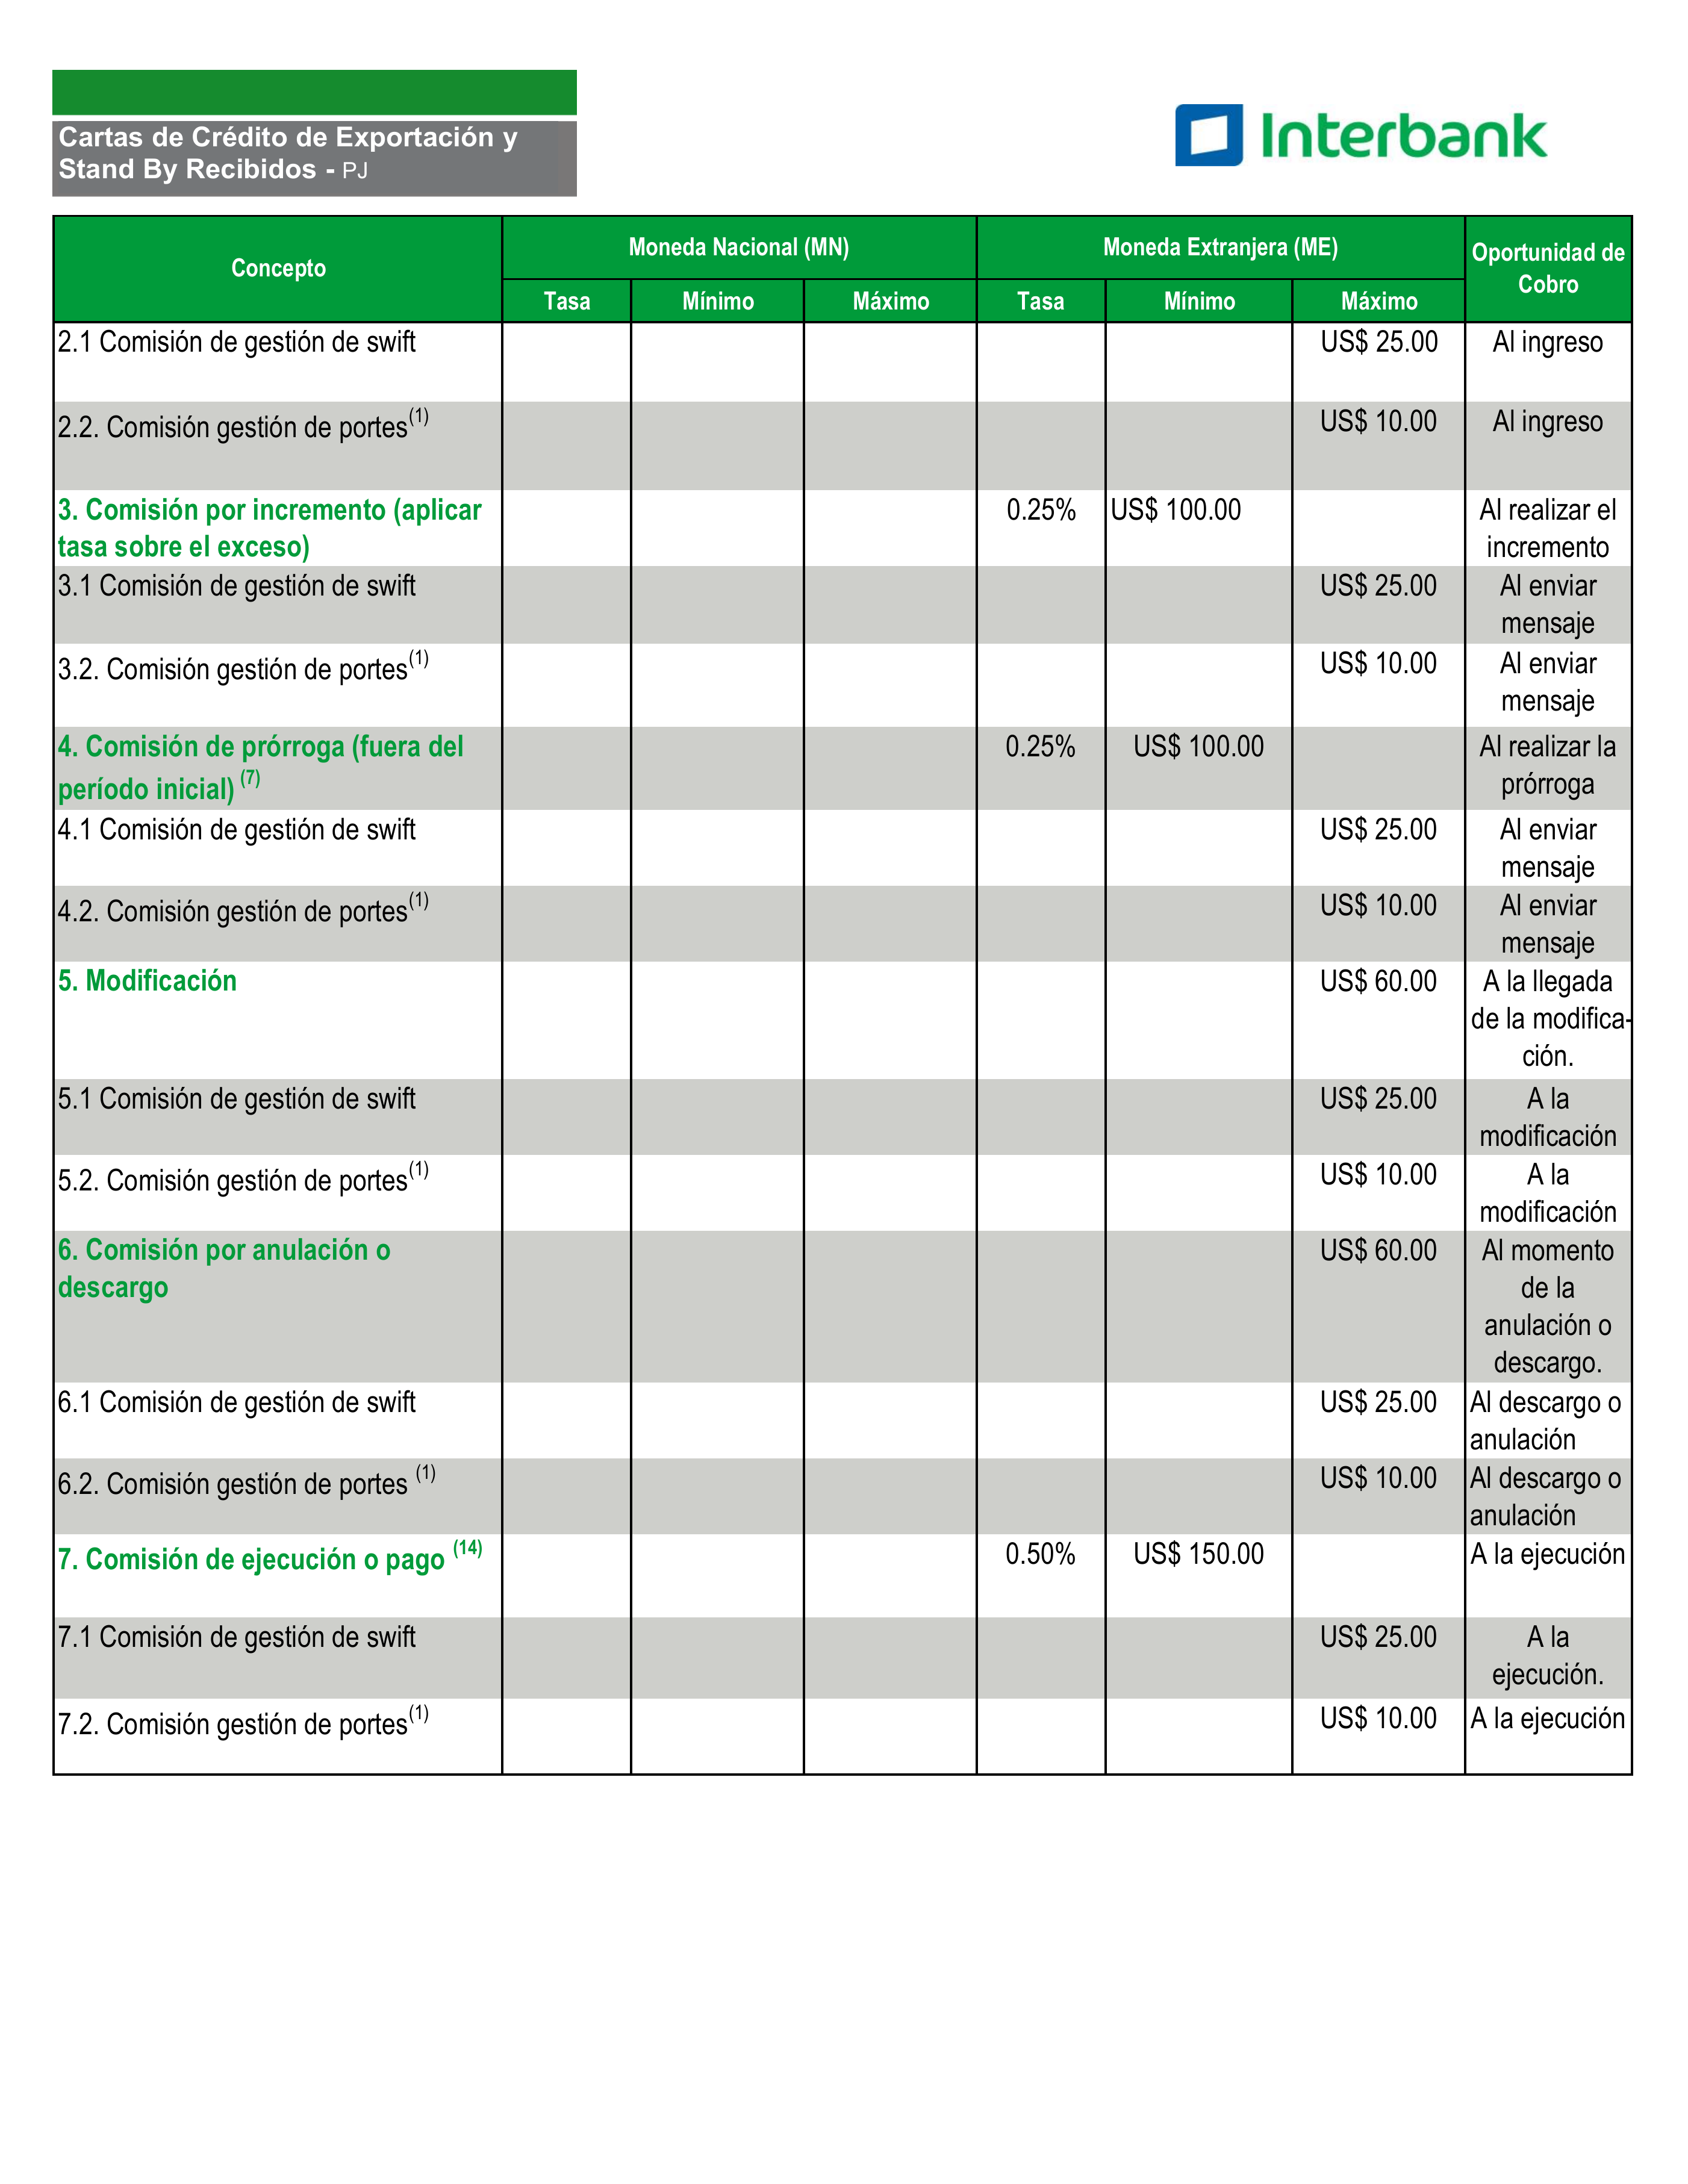 Cartas de Crédito de Exportación y
Stand By Recibidos - PJ
Interbank
Concepto
Moneda Nacional (MN)
Moneda Extranjera (ME)
Oportunidad de
Cobro
Tasa Mínimo Máximo Tasa Mínimo Máximo
2.1 Comisión de gestión de swift US$ 25.00 Al ingreso
2.2. Comisión gestión de portes(1) US$ 10.00 Al ingreso
3. Comisión por incremento (aplicar 0.25% US$ 100.00 Al realizar el
tasa sobre el exceso) incremento
3.1 Comisión de gestión de swift US$ 25.00 Al enviar
mensaje
3.2. Comisión gestión de portes(1) US$ 10.00 Al enviar
mensaje
4. Comisión de prórroga (fuera del 0.25% US$ 100.00 Al realizar la
período inicial) (7) prórroga
4.1 Comisión de gestión de swift US$ 25.00 Al enviar
mensaje
4.2. Comisión gestión de portes(1) US$ 10.00 Al enviar
mensaje
5. Modificación US$ 60.00 A la llegada
de la modifica-
ción.
5.1 Comisión de gestión de swift US$ 25.00 A la
modificación
5.2. Comisión gestión de portes(1) US$ 10.00 A la
modificación
6. Comisión por anulación o US$ 60.00 Al momento
descargo de la
anulación o
descargo.
6.1 Comisión de gestión de swift US$ 25.00 Al descargo o
anulación
6.2. Comisión gestión de portes (1) US$ 10.00 Al descargo o
anulación
7. Comisión de ejecución o pago (14) 0.50% US$ 150.00 A la ejecución
7.1 Comisión de gestión de swift US$ 25.00 A la
ejecución.
7.2. Comisión gestión de portes(1) US$ 10.00 A la ejecución